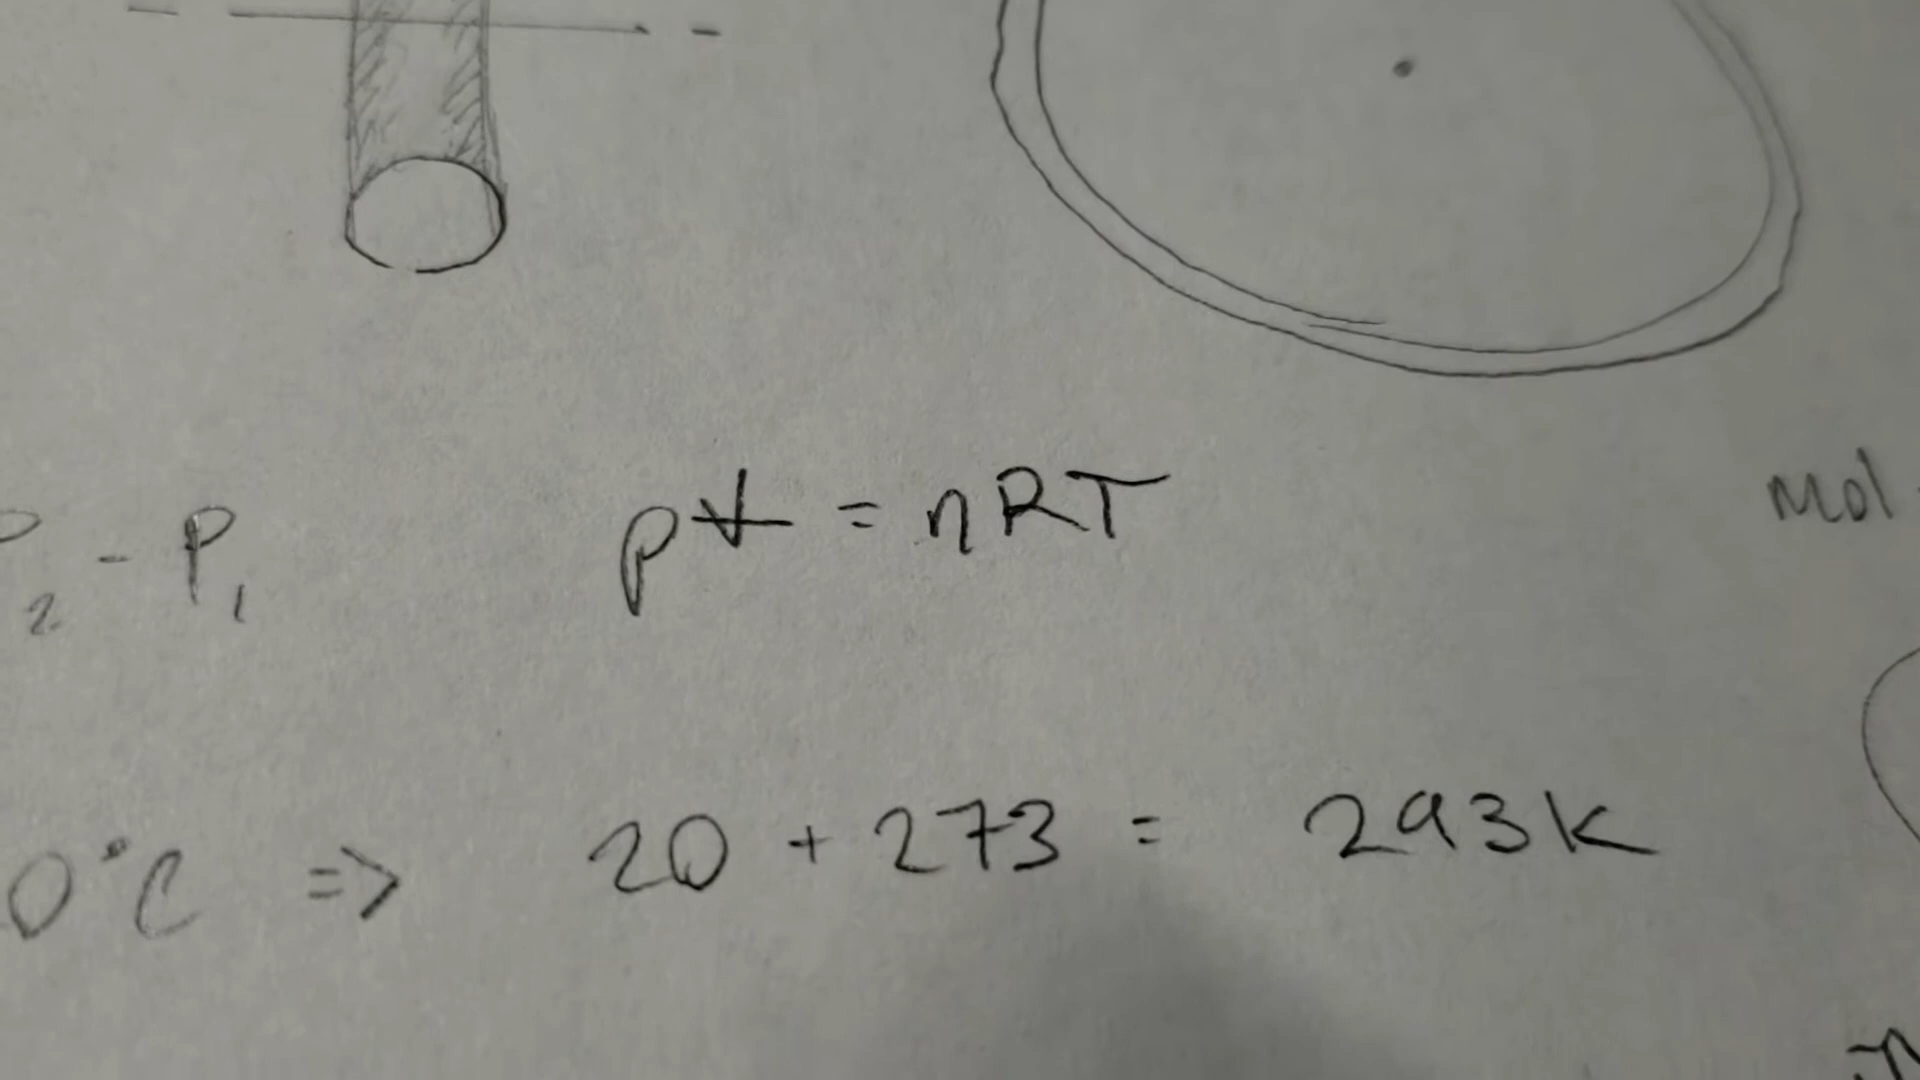 P₂ - P₁
pV = nRT
Mol
0°C => 20 + 273 = 293K